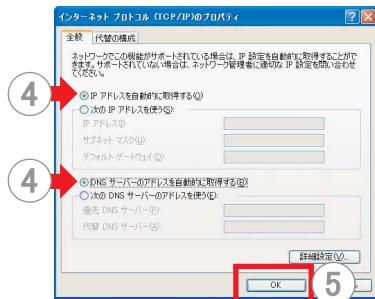 インターネット プロトコル (TCP/IP)のプロパティ
全般 代替の構成
ネットワークでこの機能がサポートされている場合は、IP 設定を自動的に取得することがで
きます。サポートされていない場合は、ネットワーク管理者に適切な IP 設定を問い合わせ
てください。
④ IP アドレスを自動的に取得する(O)
次の IP アドレスを使う(S):
IP アドレス(I):
サブネット マスク(U):
デフォルト ゲートウェイ(D):
④ DNS サーバーのアドレスを自動的に取得する(B)
次の DNS サーバーのアドレスを使う(E):
優先 DNS サーバー(P):
代替 DNS サーバー(A):
詳細設定(V)...
OK ⑤